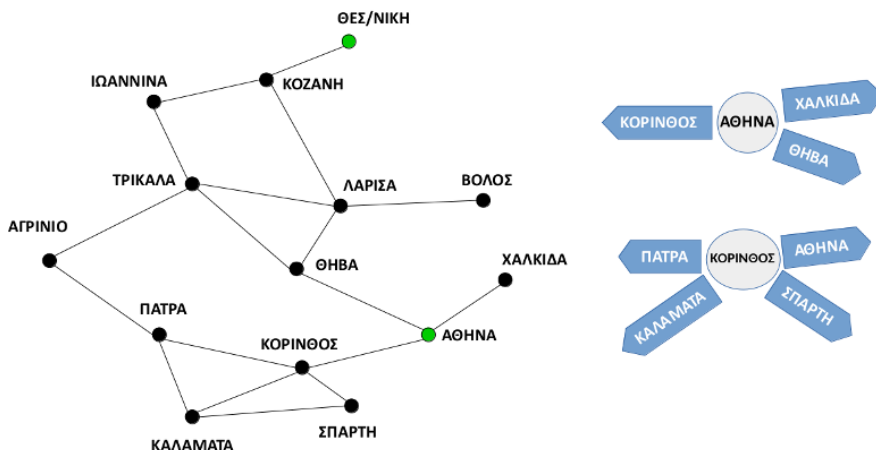 ΘΕΣ/ΝΙΚΗ
ΙΩΑΝΝΙΝΑ
ΚΟΖΑΝΗ
ΤΡΙΚΑΛΑ
ΛΑΡΙΣΑ
ΒΟΛΟΣ
ΑΓΡΙΝΙΟ
ΘΗΒΑ
ΧΑΛΚΙΔΑ
ΠΑΤΡΑ
ΚΟΡΙΝΘΟΣ
ΑΘΗΝΑ
ΚΑΛΑΜΑΤΑ
ΣΠΑΡΤΗ
ΚΟΡΙΝΘΟΣ
ΑΘΗΝΑ
ΧΑΛΚΙΔΑ
ΘΗΒΑ
ΠΑΤΡΑ
ΚΟΡΙΝΘΟΣ
ΑΘΗΝΑ
ΚΑΛΑΜΑΤΑ
ΣΠΑΡΤΗ